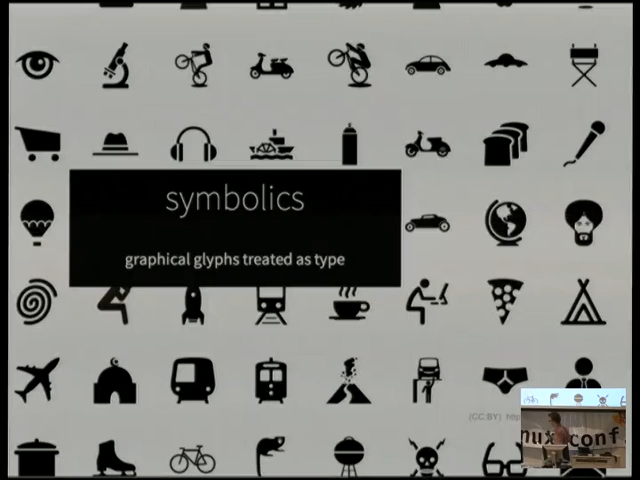 symbolics
graphical glyphs treated as type
(CC BY)
conf